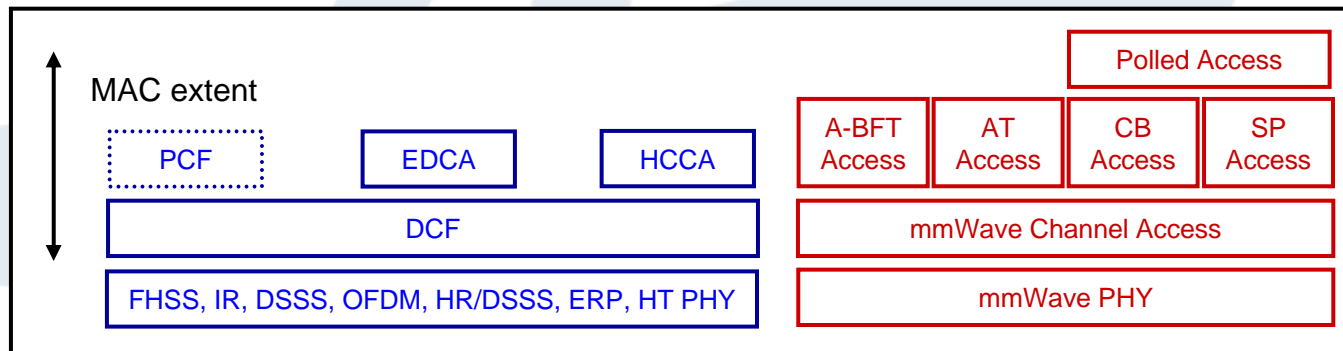 Polled Access
MAC extent
PCF
EDCA
HCCA
A-BFT
Access
AT
Access
CB
Access
SP
Access
DCF
mmWave Channel Access
FHSS, IR, DSSS, OFDM, HR/DSSS, ERP, HT PHY
mmWave PHY